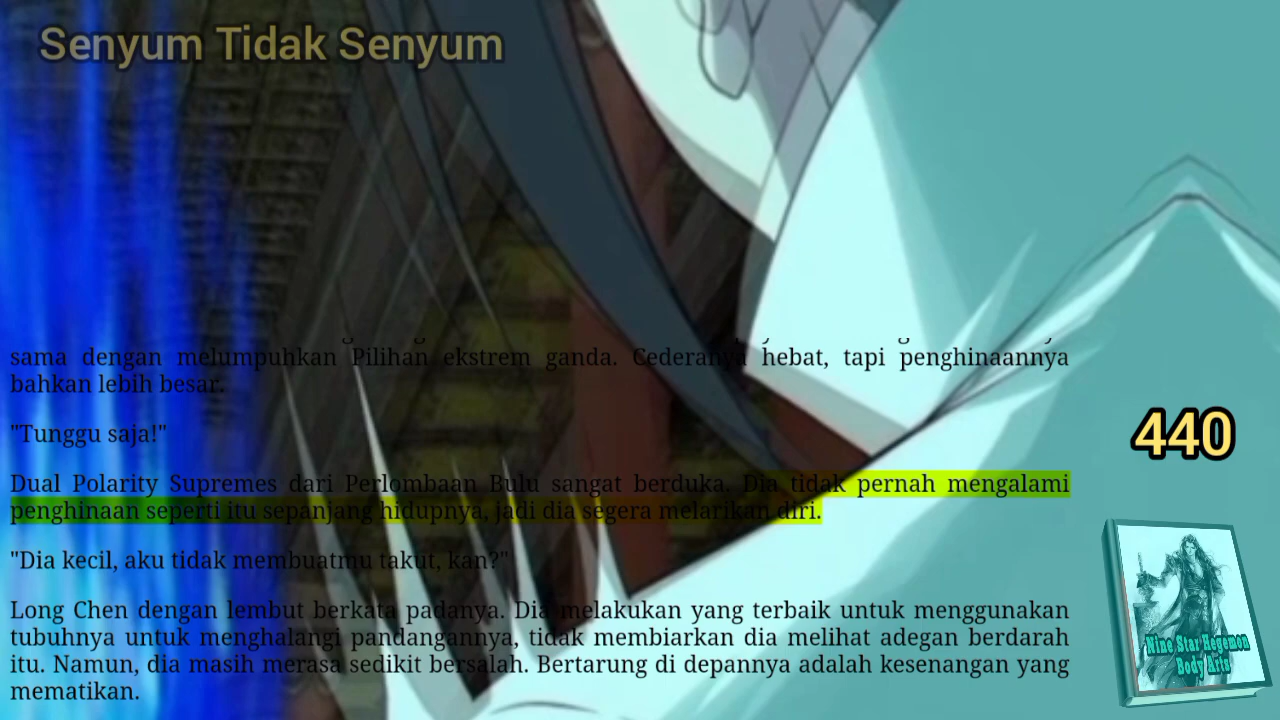 Senyum Tidak Senyum
sama dengan melumpuhkan Pilihan ekstrem ganda. Cederanya hebat, tapi penghinaannya
bahkan lebih besar.
"Tunggu saja!"
Dual Polarity Supremes dari Perlombaan Bulu sangat berduka. Dia tidak pernah mengalami
penghinaan seperti itu sepanjang hidupnya, jadi dia segera melarikan diri.
"Dia kecil, aku tidak membuatmu takut, kan?"
Long Chen dengan lembut berkata padanya. Dia melakukan yang terbaik untuk menggunakan
tubuhnya untuk menghalangi pandangannya, tidak membiarkan dia melihat adegan berdarah
itu. Namun, dia masih merasa sedikit bersalah. Bertarung di depannya adalah kesenangan yang
mematikan.
440
Nine Star Hegemon
Body Arts